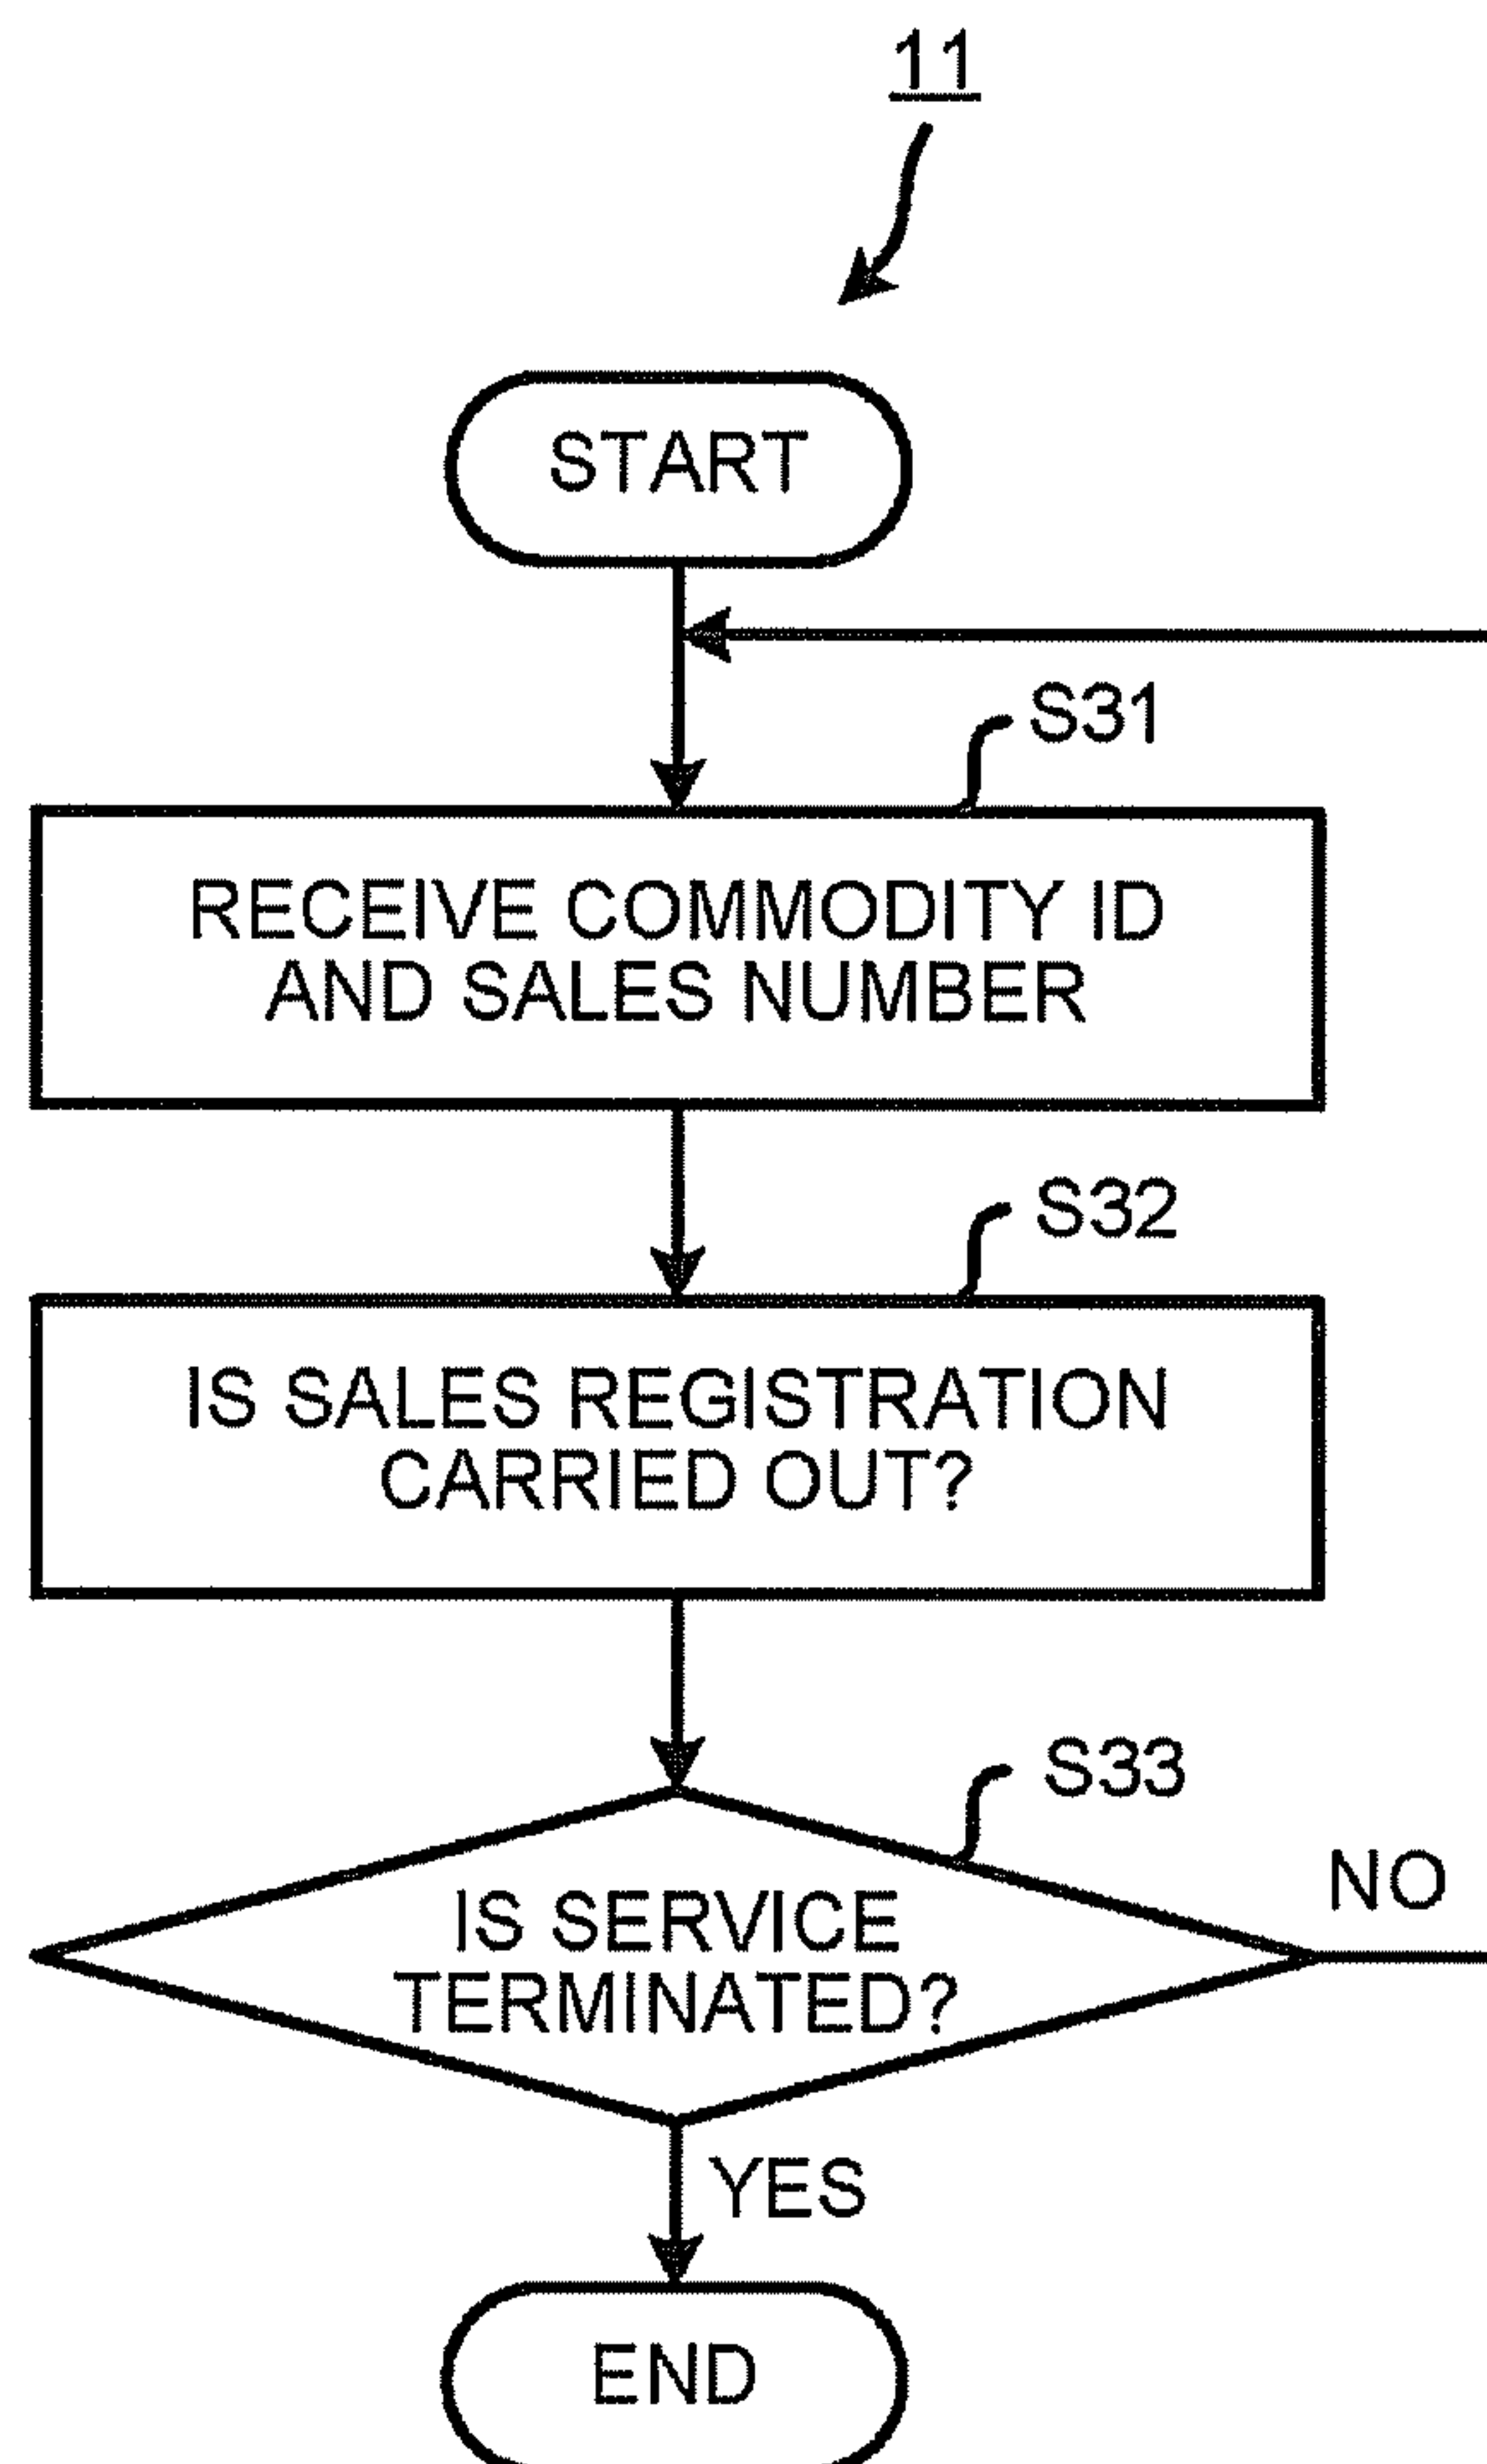 11
START
S31
RECEIVE COMMODITY ID
AND SALES NUMBER
S32
IS SALES REGISTRATION
CARRIED OUT?
S33
NO
IS SERVICE
TERMINATED?
YES
END